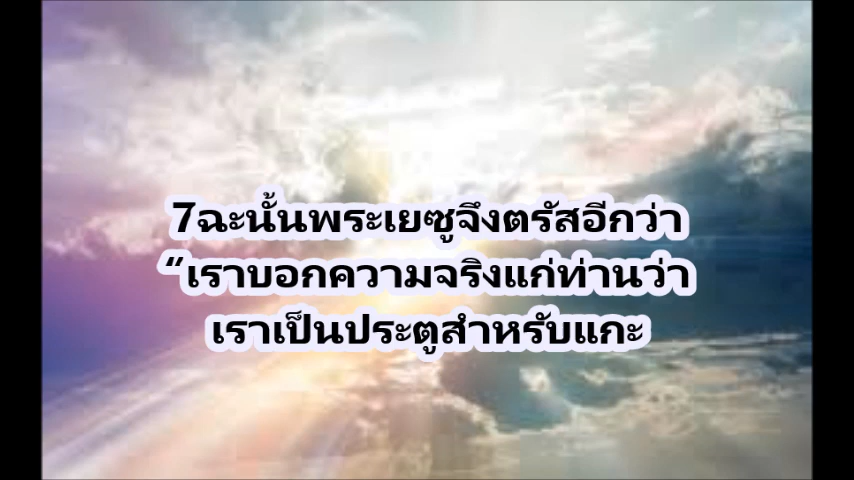 7ฉะนั้นพระเยซูจึงตรัสอีกว่า
“เราบอกความจริงแก่ท่านว่า
เราเป็นประตูสำหรับแกะ